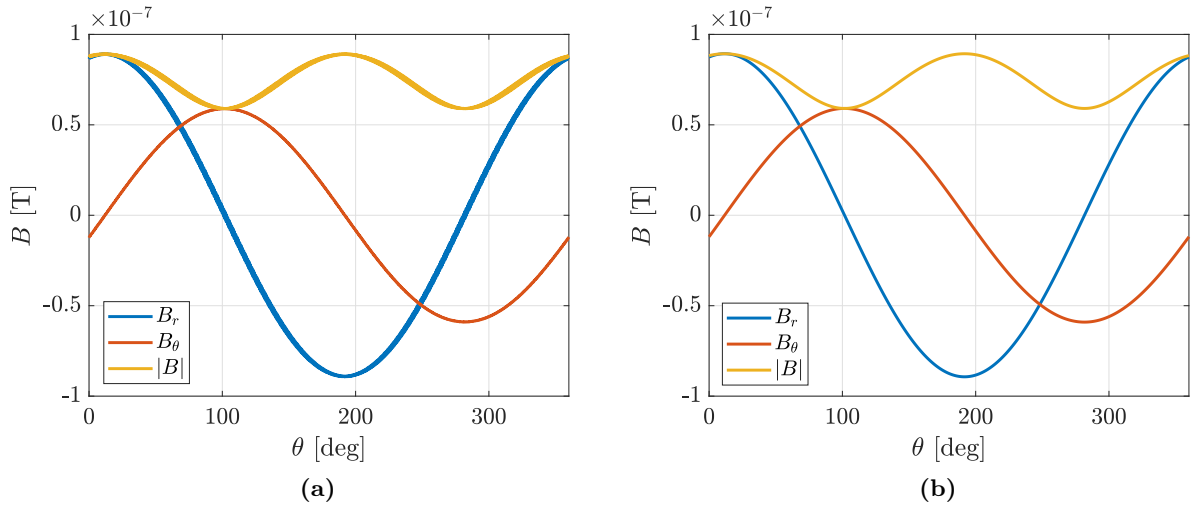 ×10⁻⁷
1
0.5
0
-0.5
-1
B [T]
B_r
B_θ
|B|
0 100 200 300
θ [deg]
(a)
×10⁻⁷
1
0.5
0
-0.5
-1
B [T]
B_r
B_θ
|B|
0 100 200 300
θ [deg]
(b)